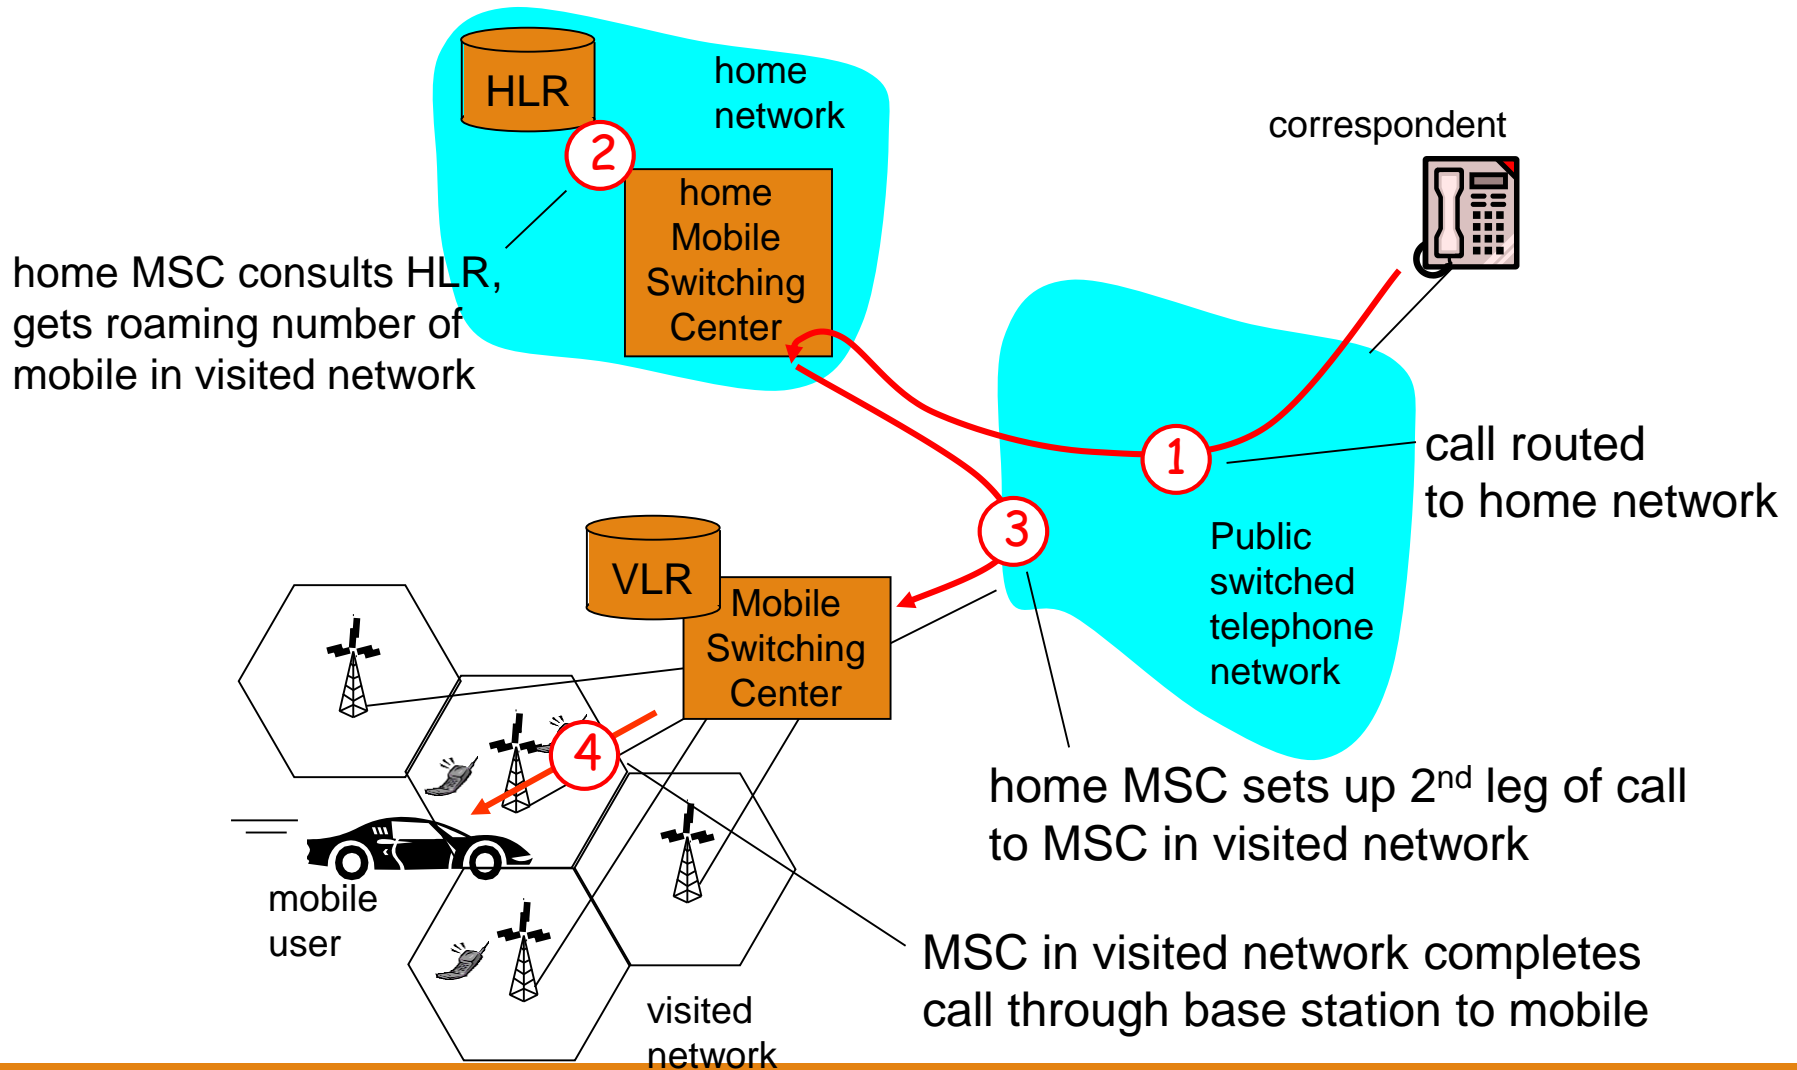 HLR
home
network
correspondent
2
home
Mobile
Switching
Center
home MSC consults HLR,
gets roaming number of
mobile in visited network
1
call routed
to home network
3
Public
switched
telephone
network
VLR
Mobile
Switching
Center
4
home MSC sets up 2nd leg of call
to MSC in visited network
mobile
user
MSC in visited network completes
call through base station to mobile
visited
network